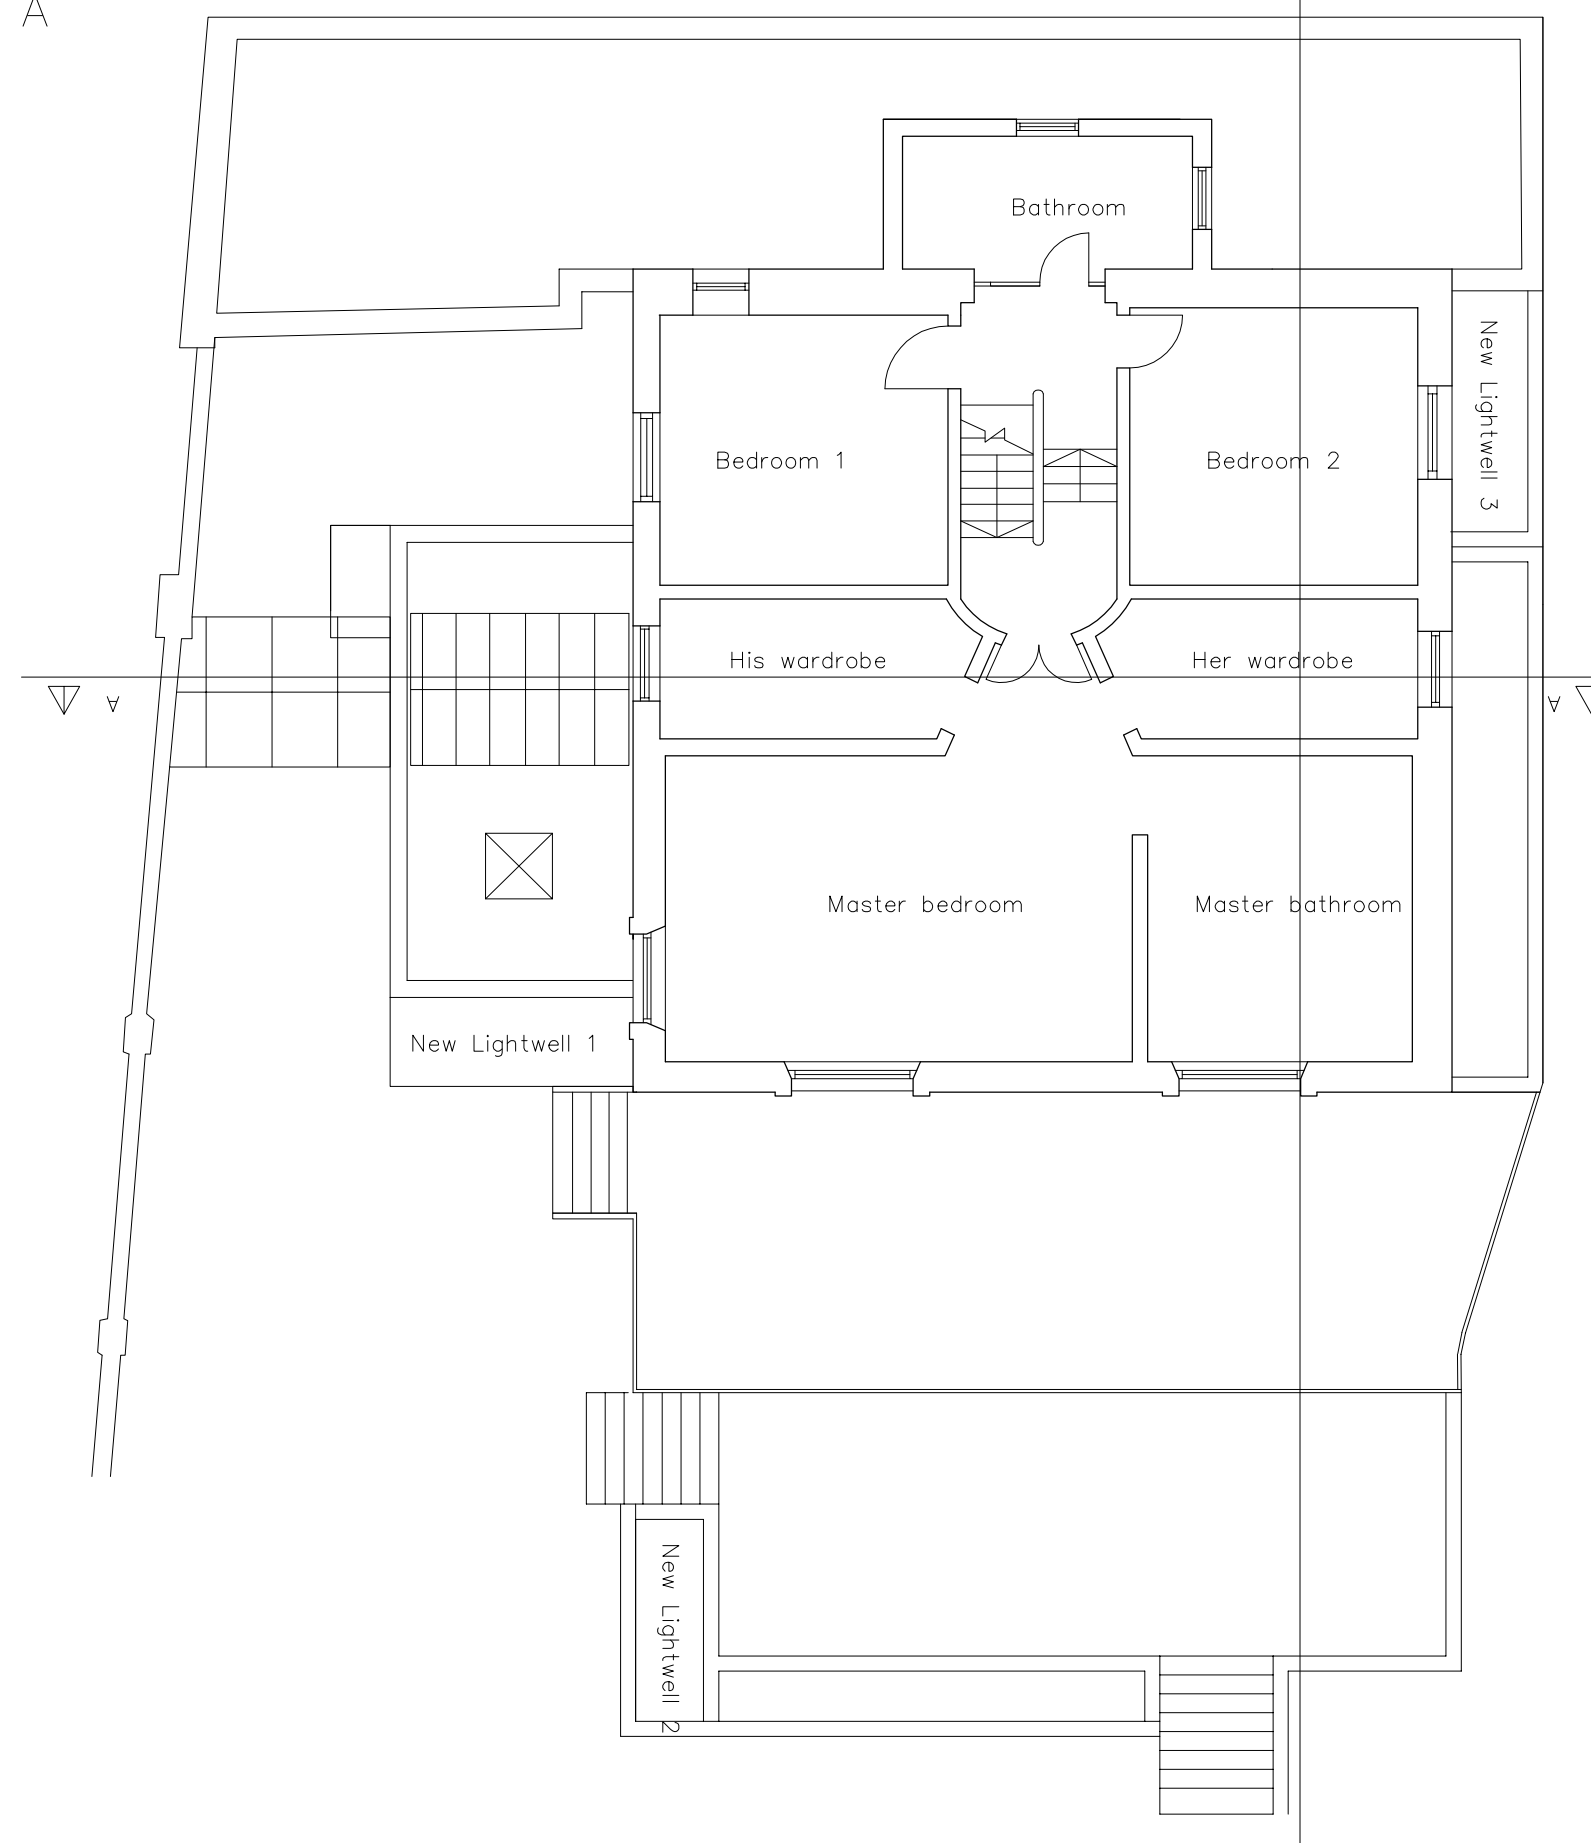 A
Bathroom
New Lightwell 3
Bedroom 1
Bedroom 2
His wardrobe
Her wardrobe
A
A
Master bedroom
Master bathroom
New Lightwell 1
New Lightwell 2